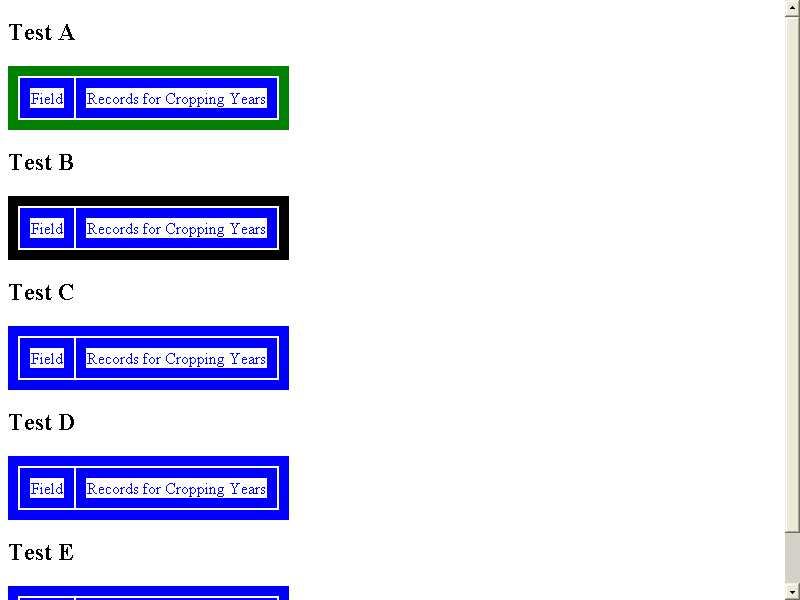 Test A
Field Records for Cropping Years
Test B
Field Records for Cropping Years
Test C
Field Records for Cropping Years
Test D
Field Records for Cropping Years
Test E